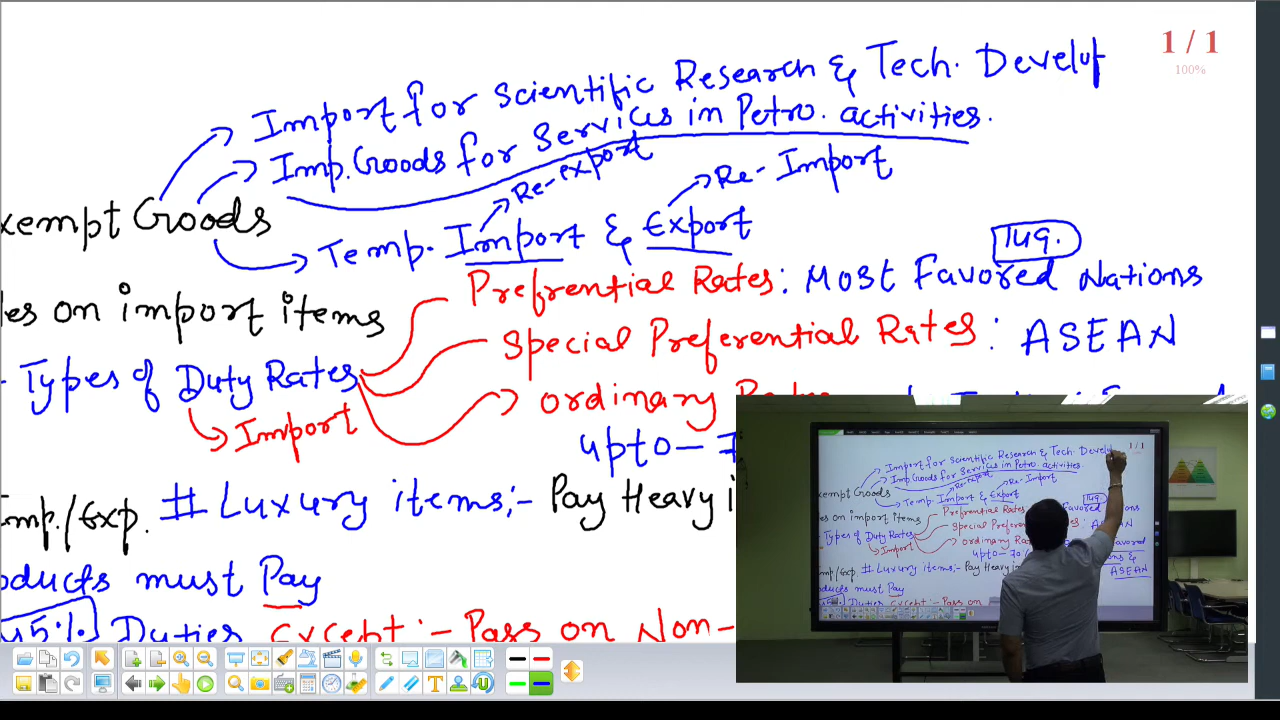 1 / 1
100%
Import for Scientific Research & Tech. Develop
Imp. Goods for Services in Petro. activities.
Re-export
Re-Import
xempt Goods
Temp. Import & Export
149.
Prefrential Rates: Most Favored Nations
es on import items
Special Preferential Rates: ASEAN
- Types of Duty Rates
ordinary
Import
upto - 7
mp./Exp. # Luxury items;- Pay Heavy i
oducts must Pay
45%. Duties except :- Pass on Non-